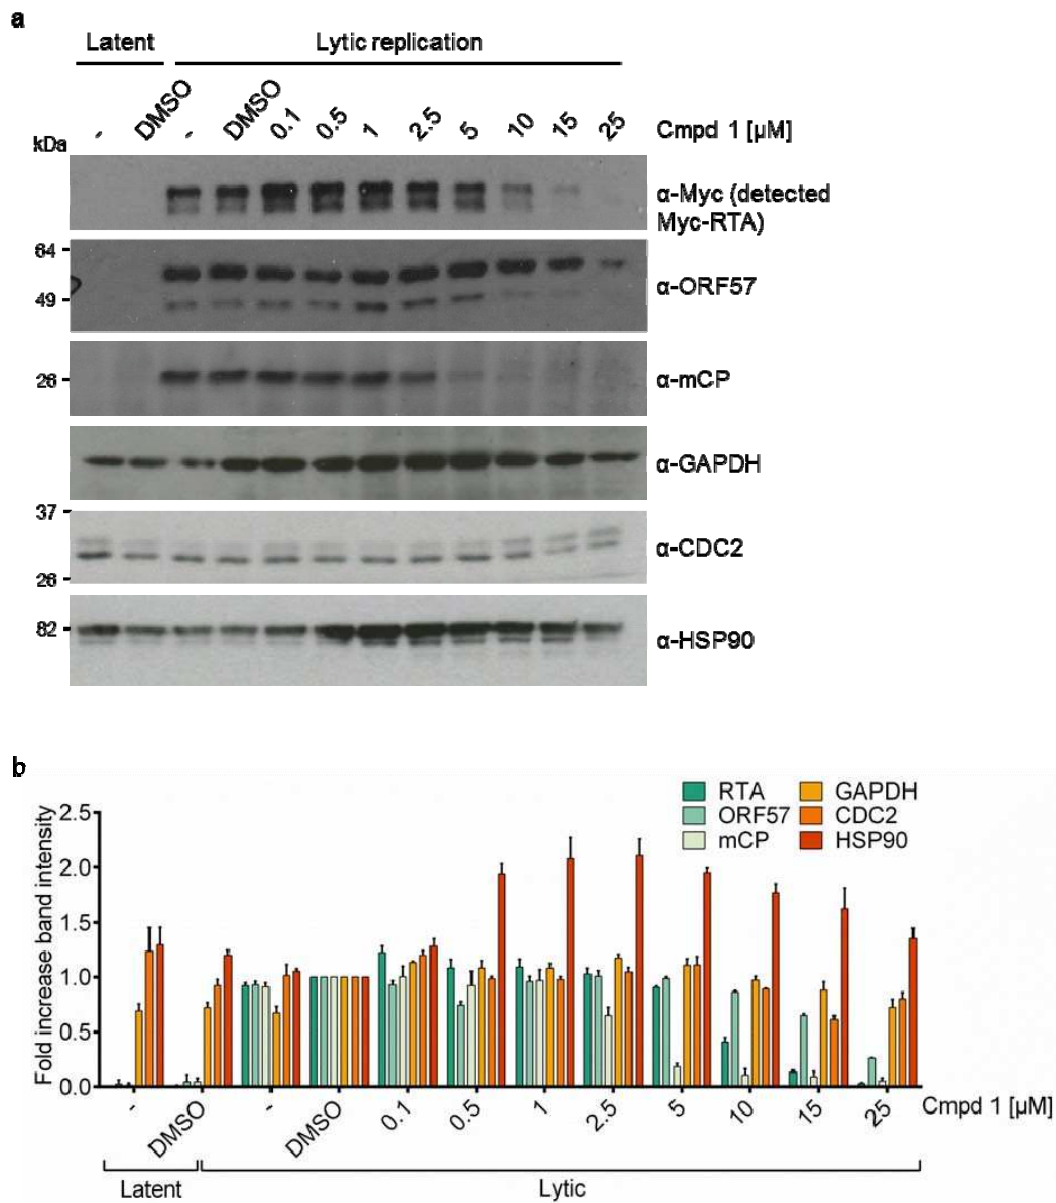 a
Latent Lytic replication
- DMSO - DMSO 0.1 0.5 1 2.5 5 10 15 25 Cmpd 1 [µM]
kDa
α-Myc (detected
Myc-RTA)
64
α-ORF57
49
28 α-mCP
α-GAPDH
37
α-CDC2
28
82
α-HSP90
b
Fold increase band intensity
2.5
2.0
1.5
1.0
0.5
0.0
RTA GAPDH
ORF57 CDC2
mCP HSP90
- DMSO - DMSO 0.1 0.5 1 2.5 5 10 15 25 Cmpd 1 [µM]
Latent Lytic